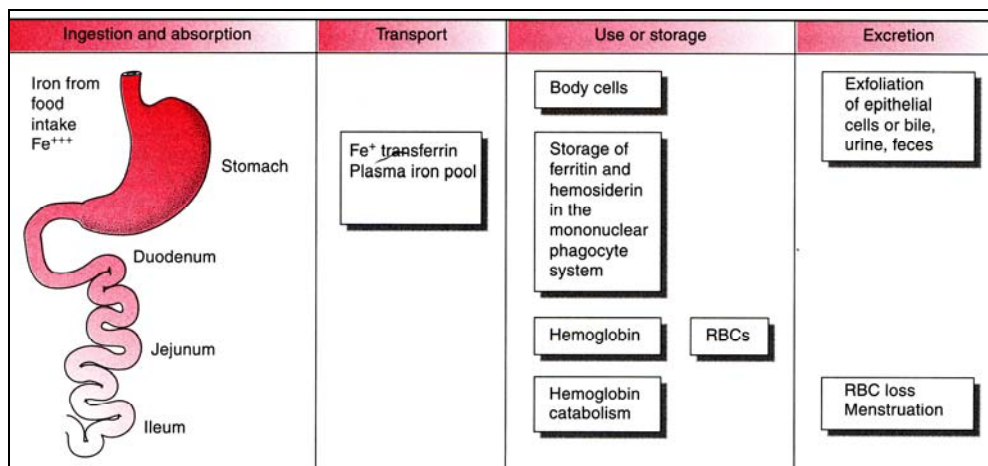 Ingestion and absorption
Transport
Use or storage
Excretion
Iron from
food
intake
Fe+++
Stomach
Duodenum
Jejunum
Ileum
Fe+ transferrin
Plasma iron pool
Body cells
Storage of
ferritin and
hemosiderin
in the
mononuclear
phagocyte
system
Hemoglobin
RBCs
Hemoglobin
catabolism
Exfoliation
of epithelial
cells or bile,
urine, feces
RBC loss
Menstruation